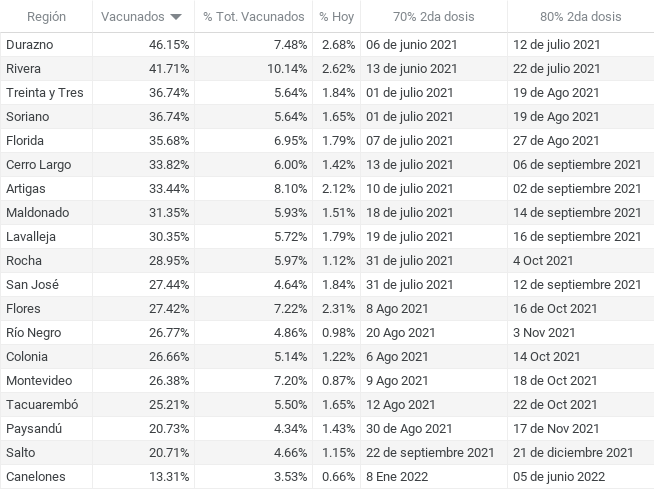 Región Vacunados % Tot. Vacunados % Hoy 70% 2da dosis 80% 2da dosis
Durazno 46.15% 7.48% 2.68% 06 de junio 2021 12 de julio 2021
Rivera 41.71% 10.14% 2.62% 13 de junio 2021 22 de julio 2021
Treinta y Tres 36.74% 5.64% 1.84% 01 de julio 2021 19 de Ago 2021
Soriano 36.74% 5.64% 1.65% 01 de julio 2021 19 de Ago 2021
Florida 35.68% 6.95% 1.79% 07 de julio 2021 27 de Ago 2021
Cerro Largo 33.82% 6.00% 1.42% 13 de julio 2021 06 de septiembre 2021
Artigas 33.44% 8.10% 2.12% 10 de julio 2021 02 de septiembre 2021
Maldonado 31.35% 5.93% 1.51% 18 de julio 2021 14 de septiembre 2021
Lavalleja 30.35% 5.72% 1.79% 19 de julio 2021 16 de septiembre 2021
Rocha 28.95% 5.97% 1.12% 31 de julio 2021 4 Oct 2021
San José 27.44% 4.64% 1.84% 31 de julio 2021 12 de septiembre 2021
Flores 27.42% 7.22% 2.31% 8 Ago 2021 16 de Oct 2021
Río Negro 26.77% 4.86% 0.98% 20 Ago 2021 3 Nov 2021
Colonia 26.66% 5.14% 1.22% 6 Ago 2021 14 Oct 2021
Montevideo 26.38% 7.20% 0.87% 9 Ago 2021 18 de Oct 2021
Tacuarembó 25.21% 5.50% 1.65% 12 Ago 2021 22 de Oct 2021
Paysandú 20.73% 4.34% 1.43% 30 de Ago 2021 17 de Nov 2021
Salto 20.71% 4.66% 1.15% 22 de septiembre 2021 21 de diciembre 2021
Canelones 13.31% 3.53% 0.66% 8 Ene 2022 05 de junio 2022